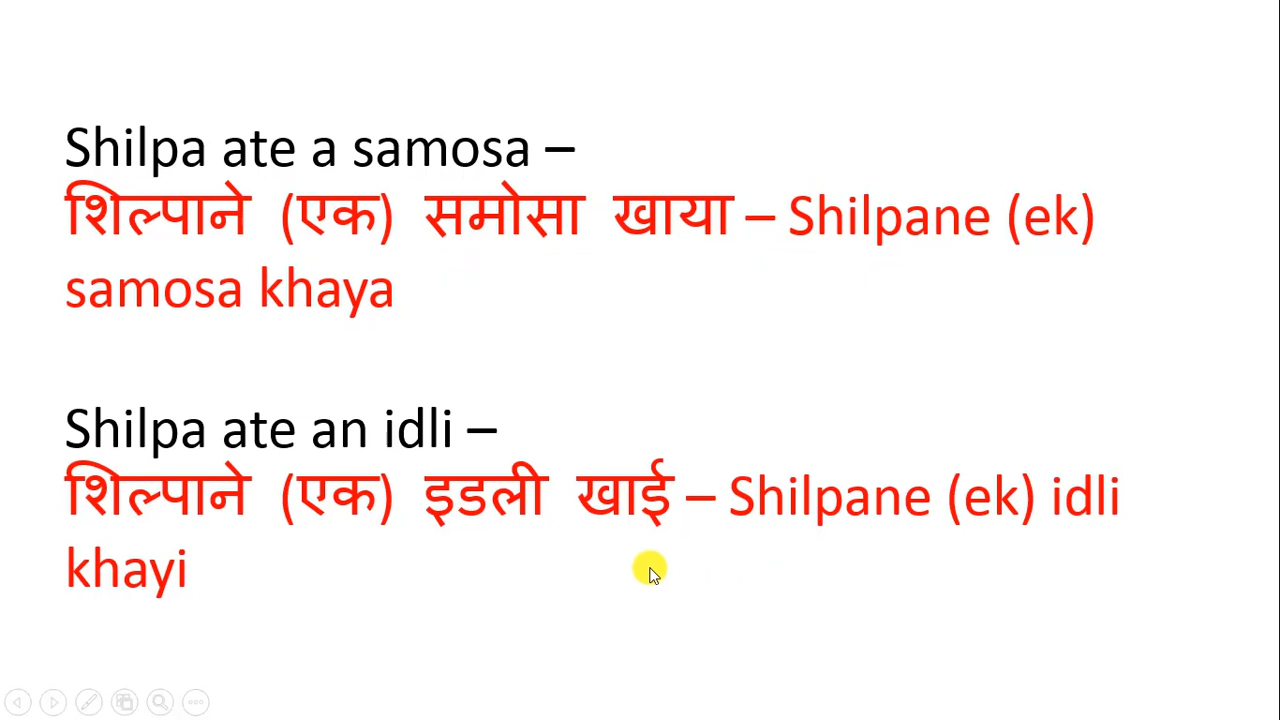 Shilpa ate a samosa –
शिल्पाने (एक) समोसा खाया – Shilpane (ek)
samosa khaya
Shilpa ate an idli –
शिल्पाने (एक) इडली खाई – Shilpane (ek) idli
khayi